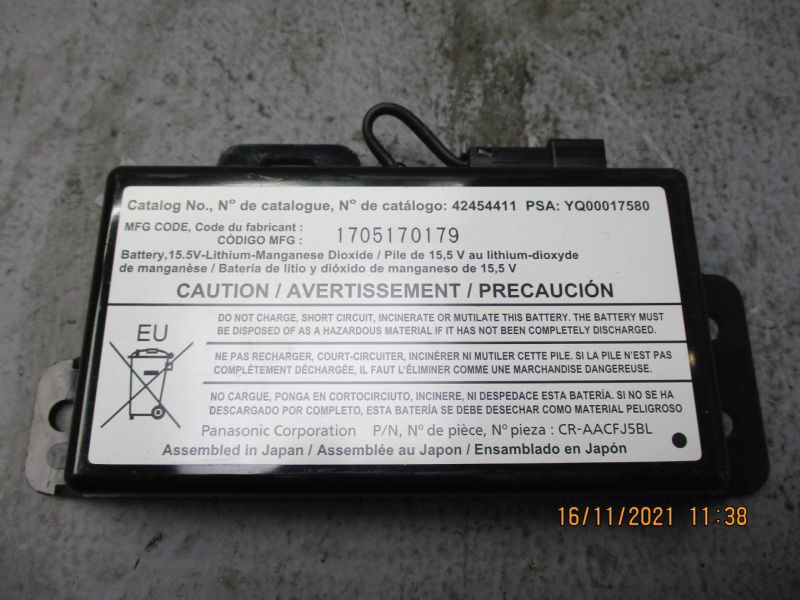 Catalog No., N° de catalogue, N° de catálogo: 42454411 PSA: YQ00017580
MFG CODE, Code du fabricant :
CÓDIGO MFG : 1705170179
Battery,15.5V-Lithium-Manganese Dioxide / Pile de 15,5 V au lithium-dioxyde
de manganèse / Batería de litio y dióxido de manganeso de 15,5 V
CAUTION / AVERTISSEMENT / PRECAUCIÓN
EU
DO NOT CHARGE, SHORT CIRCUIT, INCINERATE OR MUTILATE THIS BATTERY. THE BATTERY MUST
BE DISPOSED OF AS A HAZARDOUS MATERIAL IF IT HAS NOT BEEN COMPLETELY DISCHARGED.
NE PAS RECHARGER, COURT-CIRCUITER, INCINÈRER NI MUTILER CETTE PILE. SI LA PILE N'EST PAS
COMPLÈTEMENT DÉCHARGÉE, IL FAUT L'ÉLIMINER COMME UNE MARCHANDISE DANGEREUSE.
NO CARGUE, PONGA EN CORTOCIRCUITO, INCINERE, NI DESPEDACE ESTA BATERÍA. SI NO SE HA
DESCARGADO POR COMPLETO, ESTA BATERÍA SE DEBE DESECHAR COMO MATERIAL PELIGROSO
Panasonic Corporation P/N, N° de pièce, N° pieza : CR-AACFJ5BL
Assembled in Japan / Assemblée au Japon / Ensamblado en Japón
16/11/2021 11:38